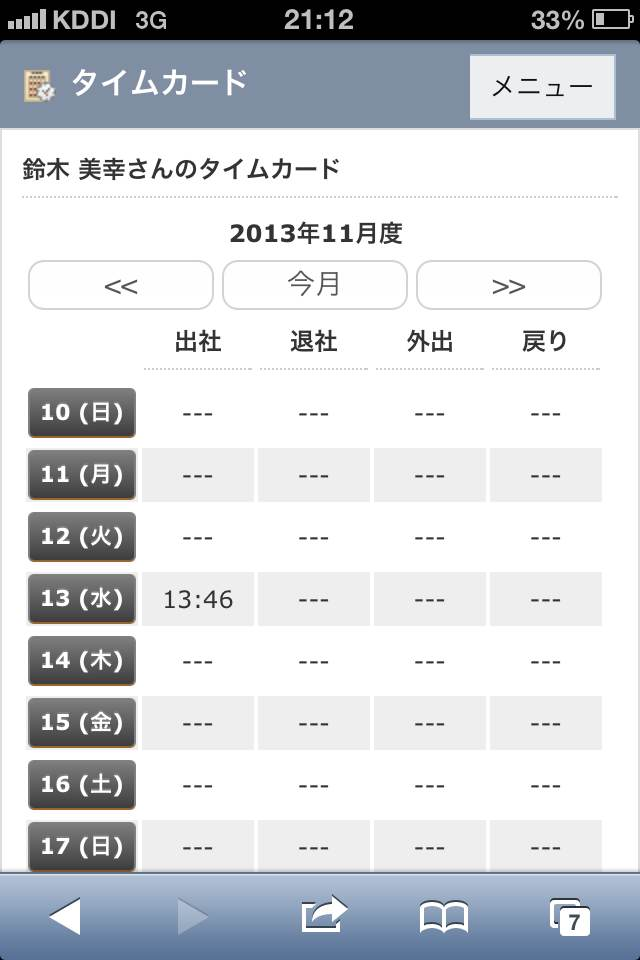 KDDI 3G 21:12 33%
タイムカード メニュー
鈴木 美幸さんのタイムカード
2013年11月度
<< 今月 >>
出社 退社 外出 戻り
10 (日) --- --- --- ---
11 (月) --- --- --- ---
12 (火) --- --- --- ---
13 (水) 13:46 --- --- ---
14 (木) --- --- --- ---
15 (金) --- --- --- ---
16 (土) --- --- --- ---
17 (日) --- --- --- ---
7